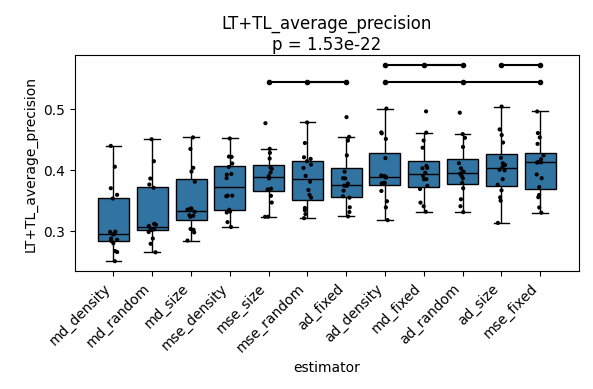 LT+TL_average_precision
p = 1.53e-22
LT+TL_average_precision
0.5
0.4
0.3
md_density
md_random
md_size
mse_density
mse_size
mse_random
ad_fixed
ad_density
md_fixed
ad_random
ad_size
mse_fixed
estimator